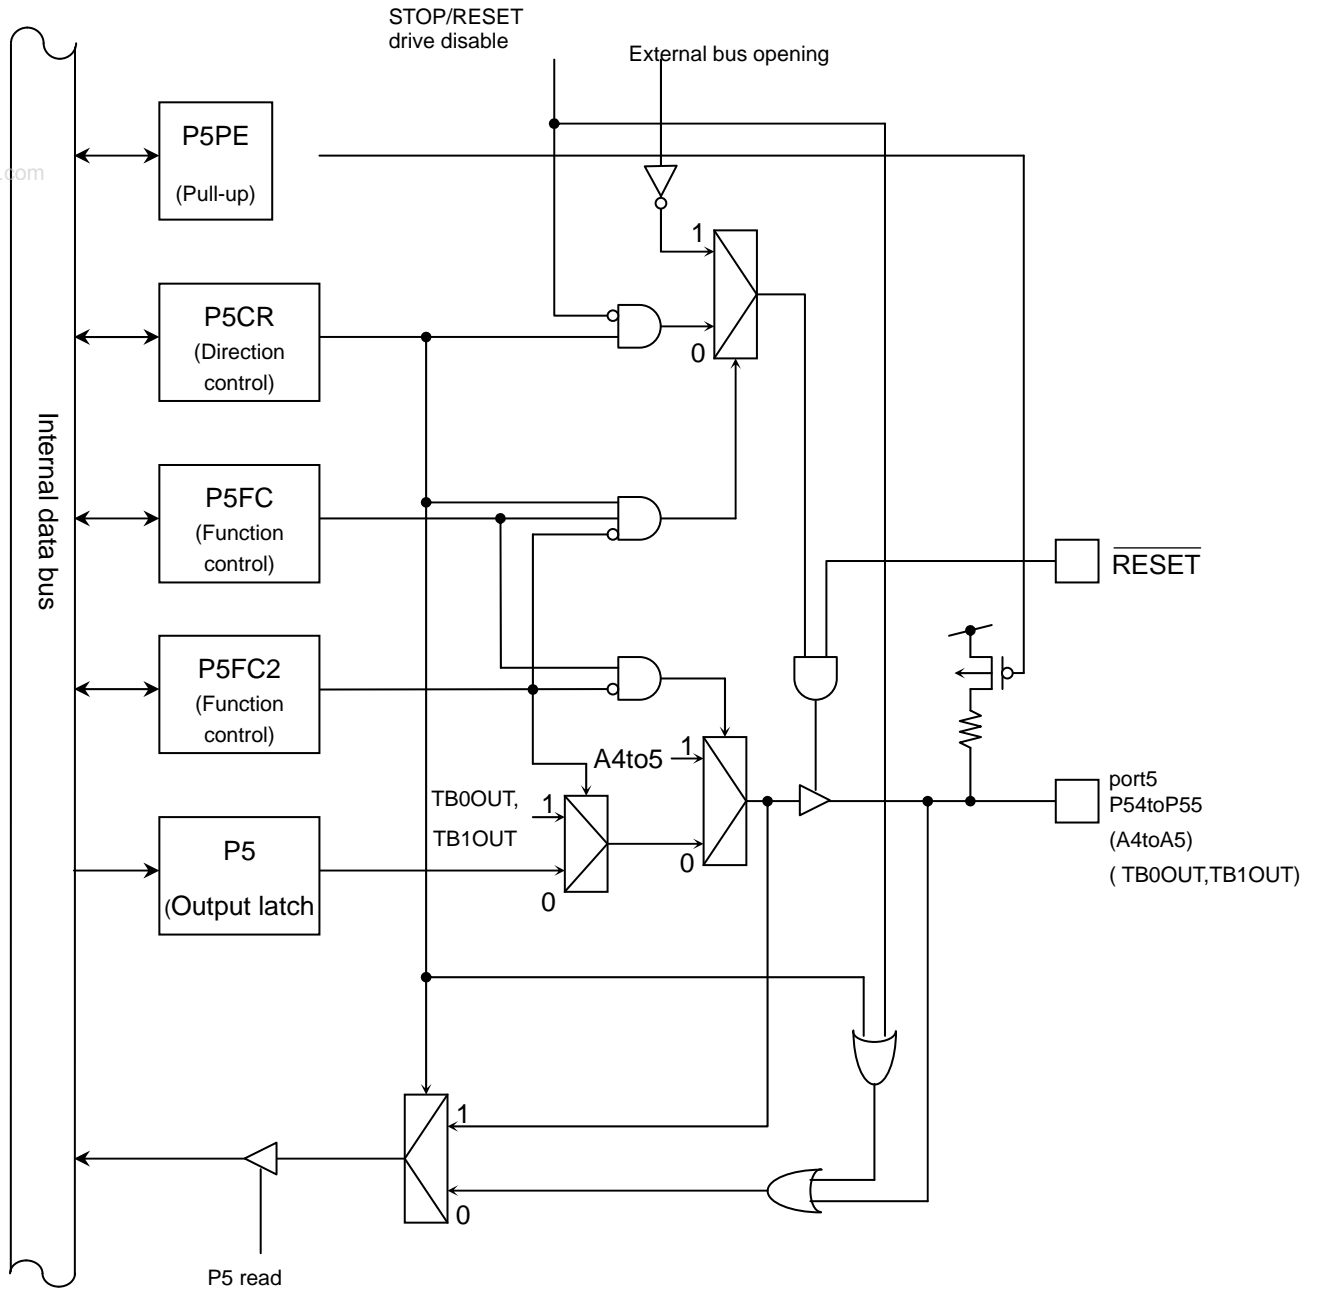 STOP/RESET
drive disable
External bus opening
P5PE
(Pull-up)
.com
1
P5CR
(Direction
control)
0
Internal data bus
P5FC
(Function
control)
RESET
P5FC2
(Function
control)
A4to5
1
TB0OUT,
TB1OUT
1
port5
P54toP55
(A4toA5)
( TB0OUT,TB1OUT)
P5
(Output latch
0
0
1
0
P5 read